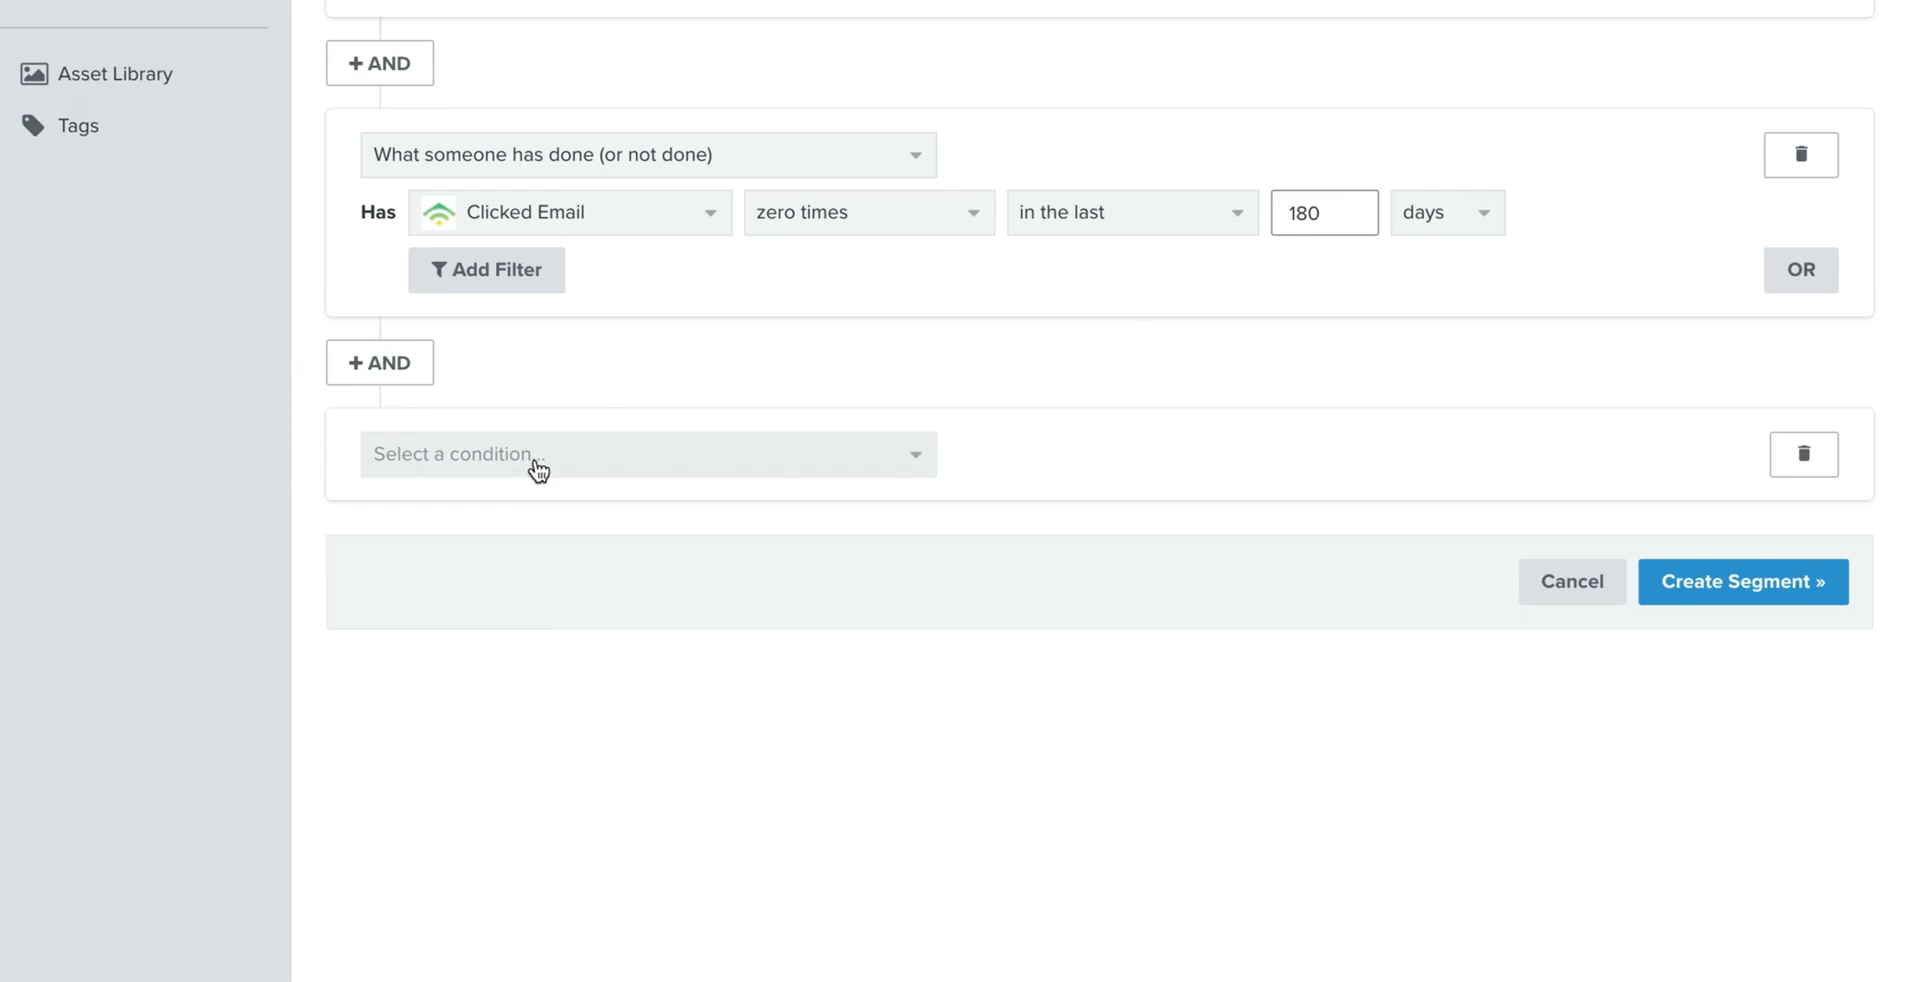 + AND
Asset Library
Tags
What someone has done (or not done)
Has Clicked Email zero times in the last 180 days
Add Filter OR
+ AND
Select a condition...
Cancel Create Segment »